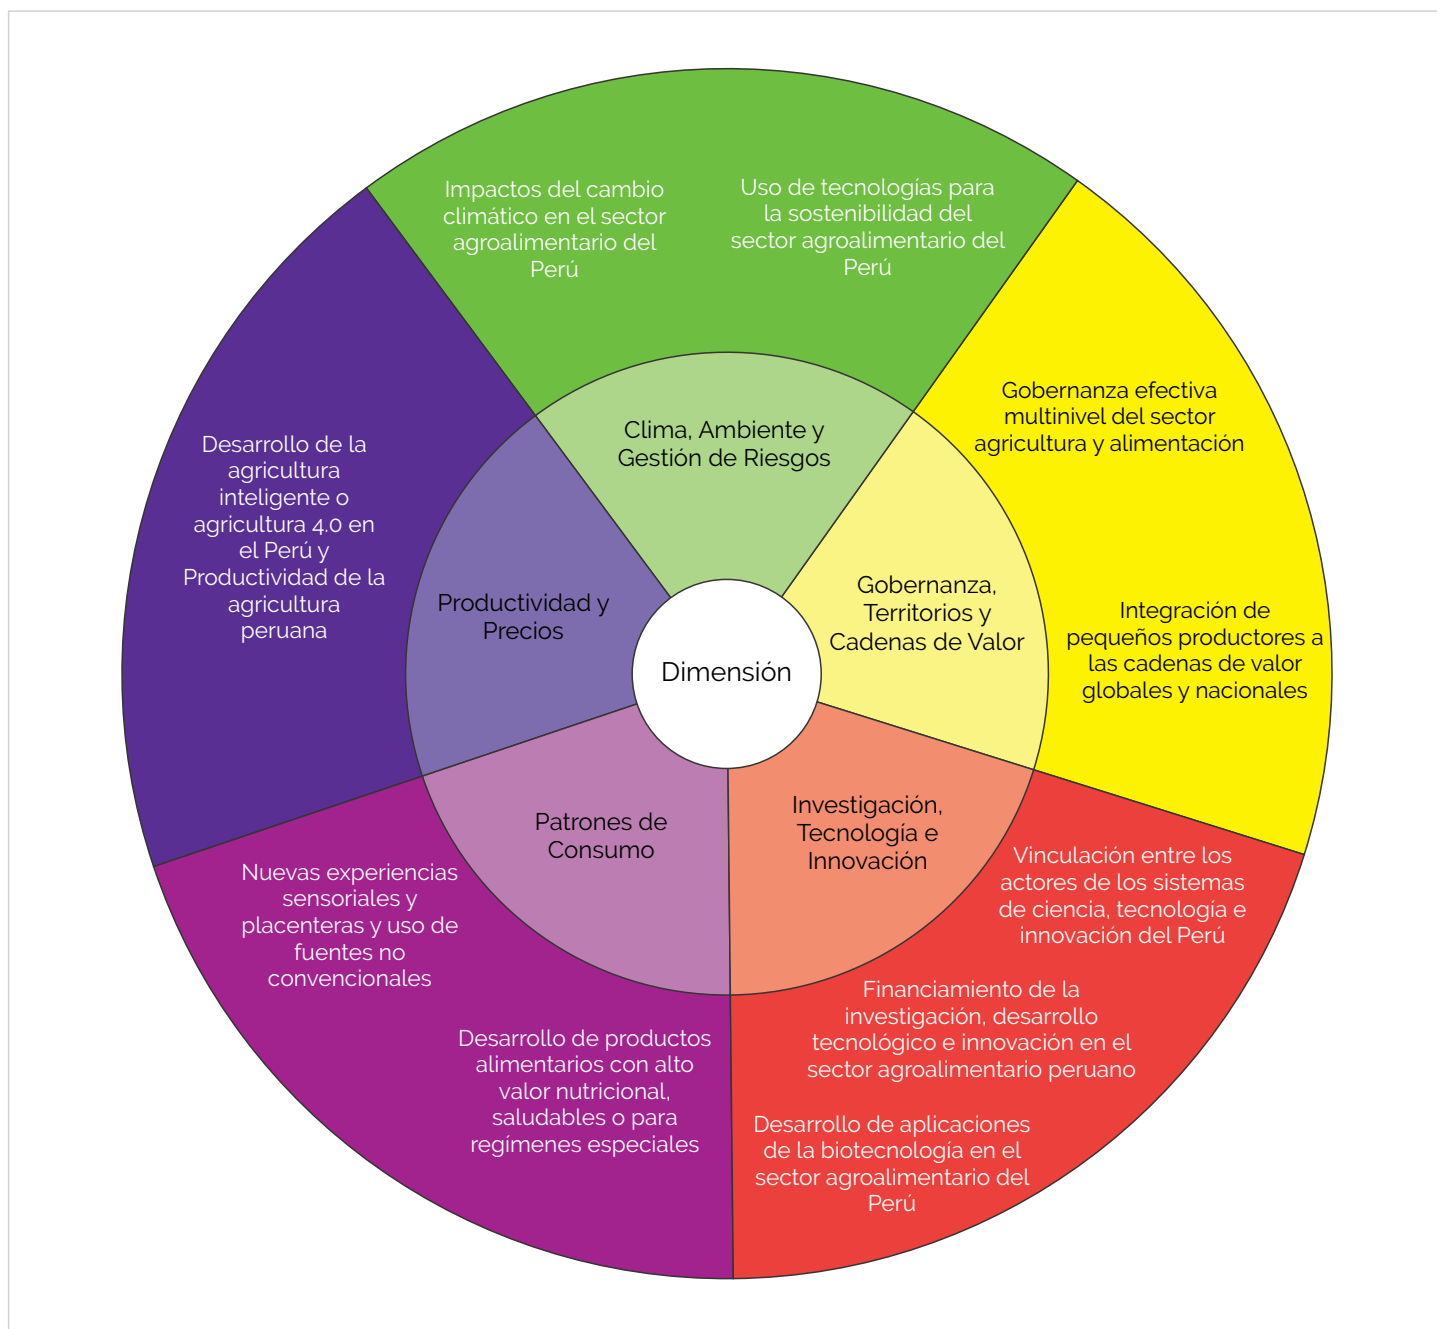 Impactos del cambio
climático en el sector
agroalimentario del
Perú
Uso de tecnologías para
la sostenibilidad del
sector agroalimentario del
Perú
Gobernanza efectiva
multinivel del sector
agricultura y alimentación
Integración de
pequeños productores a
las cadenas de valor
globales y nacionales
Vinculación entre los
actores de los sistemas
de ciencia, tecnología e
innovación del Perú
Financiamiento de la
investigación, desarrollo
tecnológico e innovación en el
sector agroalimentario peruano
Desarrollo de aplicaciones
de la biotecnología en el
sector agroalimentario del
Perú
Desarrollo de productos
alimentarios con alto
valor nutricional,
saludables o para
regímenes especiales
Nuevas experiencias
sensoriales y
placenteras y uso de
fuentes no
convencionales
Desarrollo de la
agricultura
inteligente o
agricultura 4.0 en
el Perú y
Productividad de la
agricultura
peruana
Clima, Ambiente y
Gestión de Riesgos
Gobernanza,
Territorios y
Cadenas de Valor
Investigación,
Tecnología e
Innovación
Patrones de
Consumo
Productividad y
Precios
Dimensión